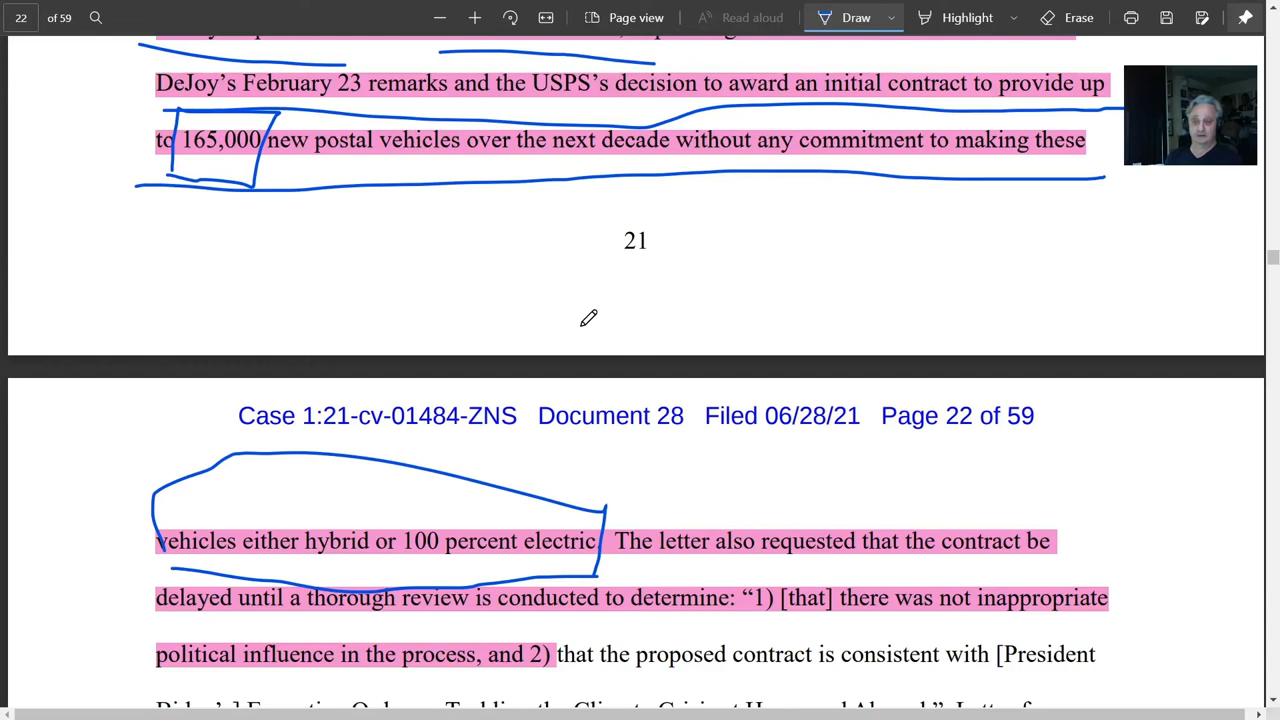 22
of 59
Page view
Read aloud
Draw
Highlight
Erase
DeJoy’s February 23 remarks and the USPS’s decision to award an initial contract to provide up
to 165,000 new postal vehicles over the next decade without any commitment to making these
21
Case 1:21-cv-01484-ZNS Document 28 Filed 06/28/21 Page 22 of 59
vehicles either hybrid or 100 percent electric The letter also requested that the contract be
delayed until a thorough review is conducted to determine: “1) [that] there was not inappropriate
political influence in the process, and 2) that the proposed contract is consistent with [President